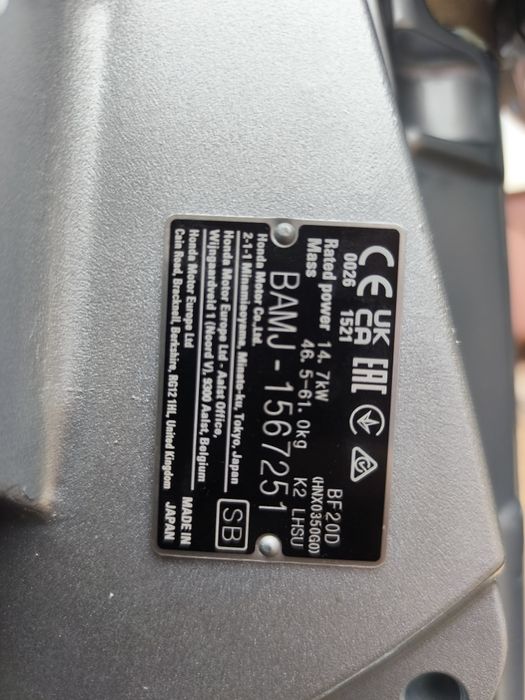 CE UK CA EAC
0026 1521
BF20D
(HNX0350G0)
Rated power 14.7kW
Mass 46.5-61.0kg K2 LHSU
BAMJ-1567251 SB
Honda Motor Co.,Ltd.
2-1-1 Minamiaoyama, Minato-ku, Tokyo, Japan
Honda Motor Europe Ltd - Aalst Office,
Wijngaardveld 1 (Noord V), 9300 Aalst, Belgium
Honda Motor Europe Ltd
Cain Road, Bracknell, Berkshire, RG12 1HL, United Kingdom
MADE IN
JAPAN